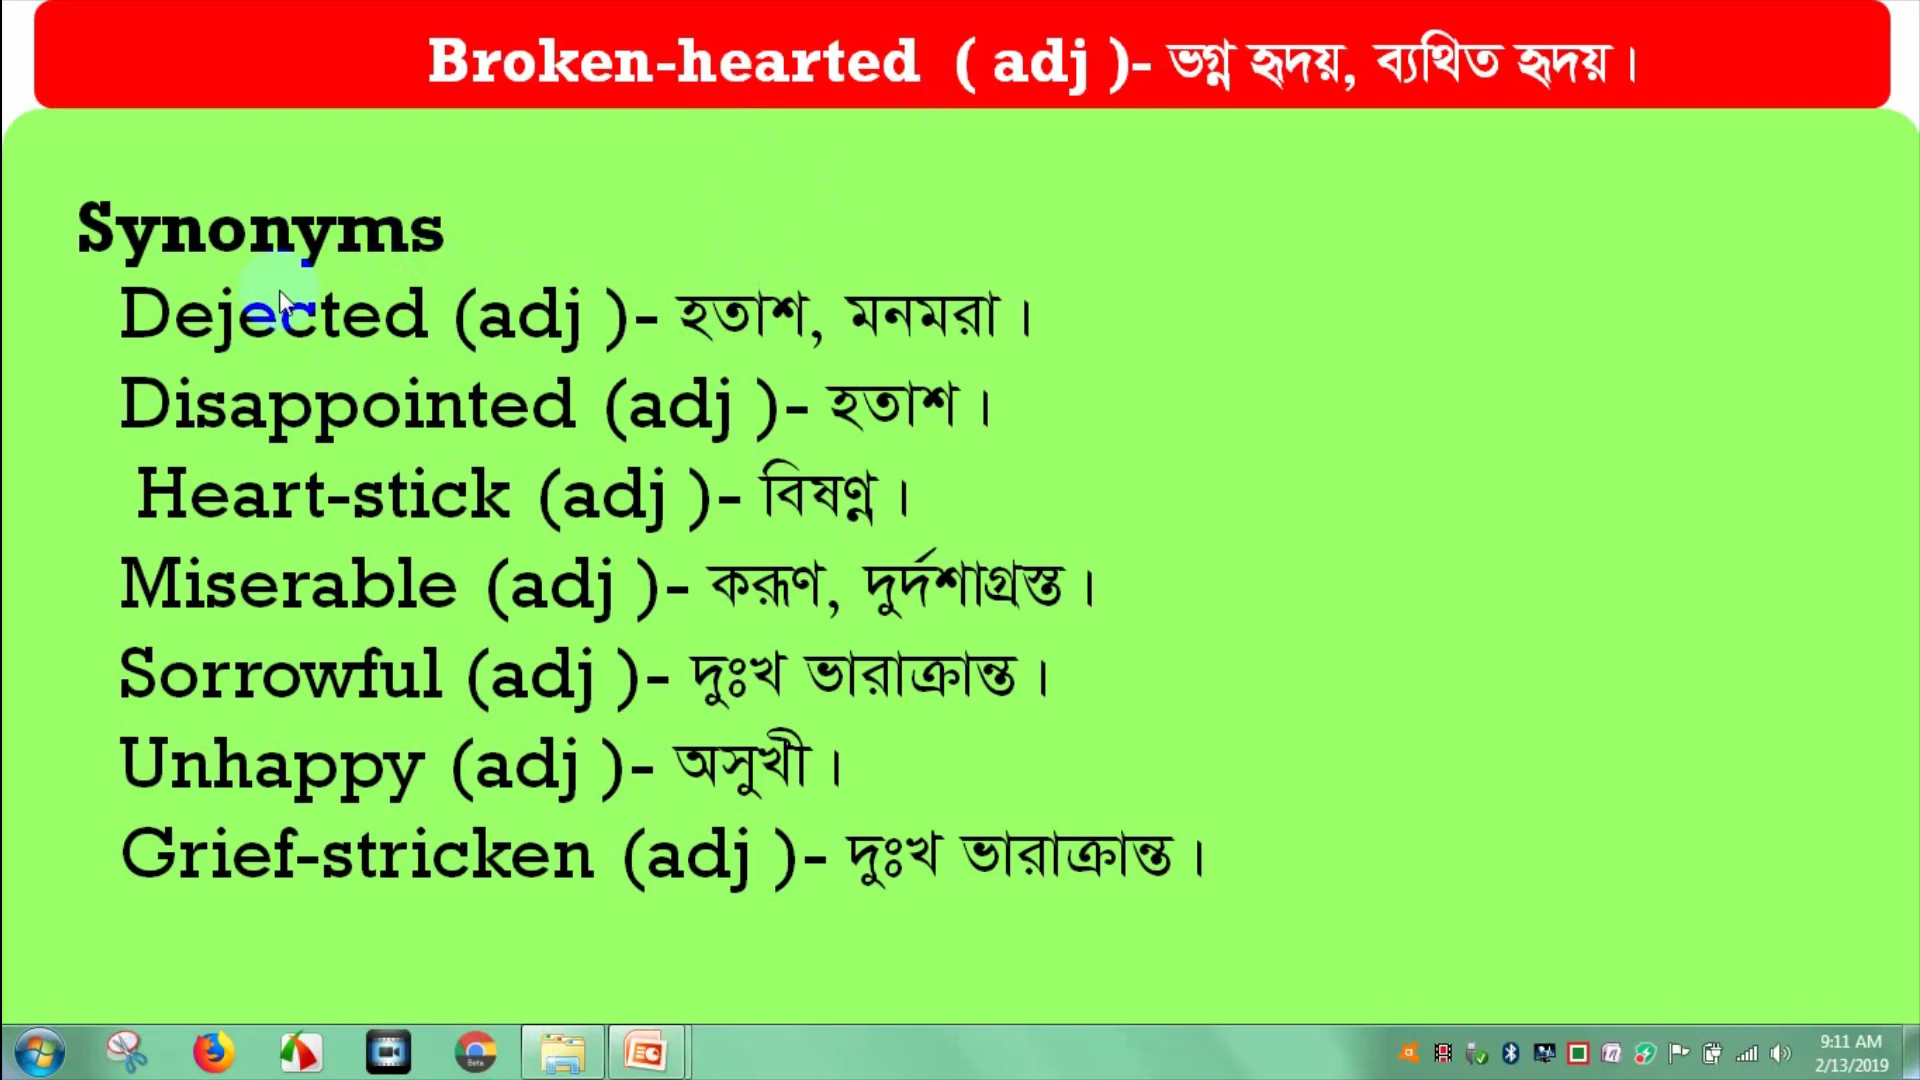 Broken-hearted ( adj )- ভগ্ন হৃদয়, ব্যথিত হৃদয়।
Synonyms
Dejected (adj )- হতাশ, মনমরা।
Disappointed (adj )- হতাশ।
Heart-stick (adj )- বিষণ্ণ।
Miserable (adj )- করূণ, দুর্দশাগ্রস্ত।
Sorrowful (adj )- দুঃখ ভারাক্রান্ত।
Unhappy (adj )- অসুখী।
Grief-stricken (adj )- দুঃখ ভারাক্রান্ত।
Beta
9:11 AM
2/13/2019